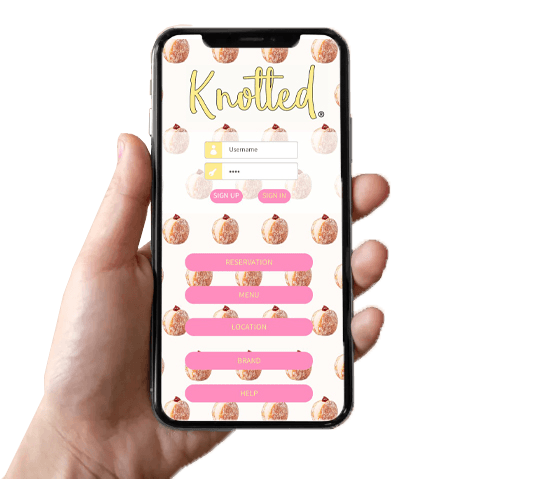 Knotted®
Username
****
SIGN UP SIGN IN
RESERVATION
MENU
LOCATION
BRAND
HELP